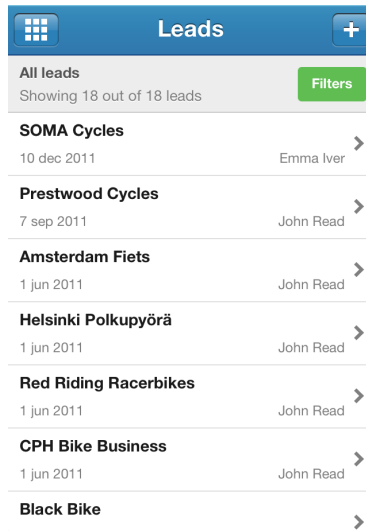 Leads
All leads
Showing 18 out of 18 leads
Filters
SOMA Cycles
10 dec 2011
Emma Iver
Prestwood Cycles
7 sep 2011
John Read
Amsterdam Fiets
1 jun 2011
John Read
Helsinki Polkupyörä
1 jun 2011
John Read
Red Riding Racerbikes
1 jun 2011
John Read
CPH Bike Business
1 jun 2011
John Read
Black Bike